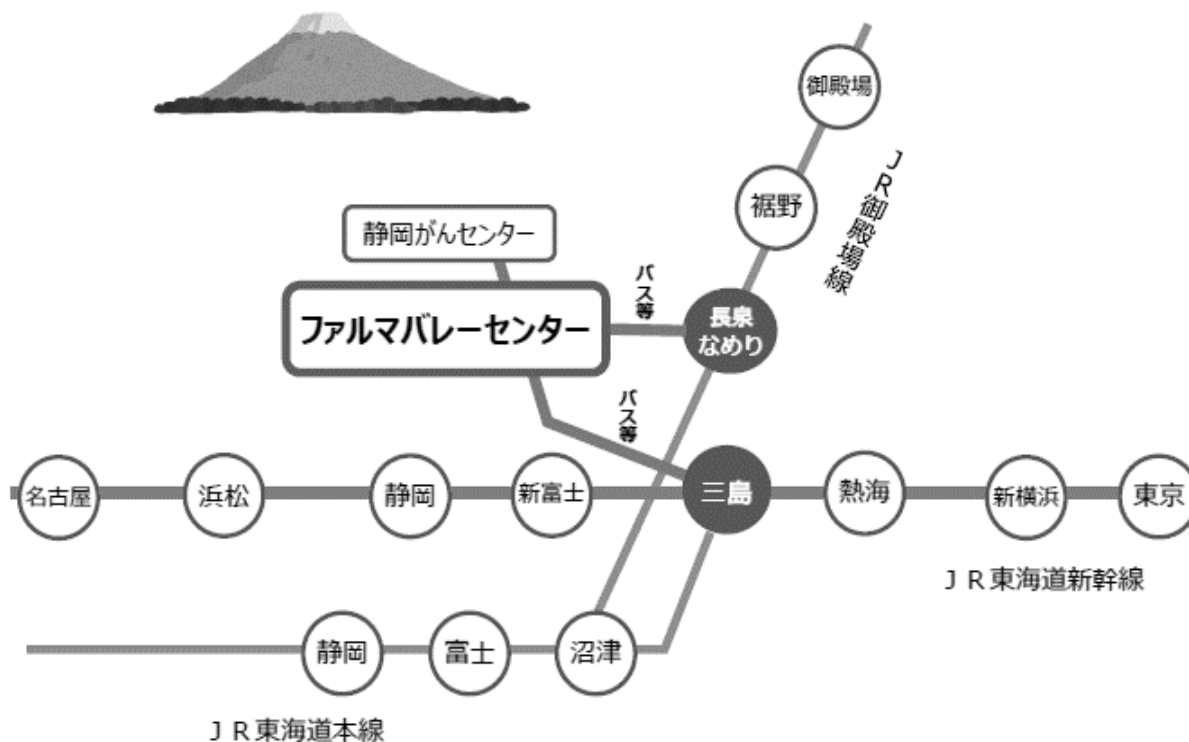 御殿場
ＪＲ御殿場線
裾野
静岡がんセンター
バス等
ファルマバレーセンター
長泉
なめり
バス等
名古屋
浜松
静岡
新富士
三島
熱海
新横浜
東京
ＪＲ東海道新幹線
静岡
富士
沼津
ＪＲ東海道本線